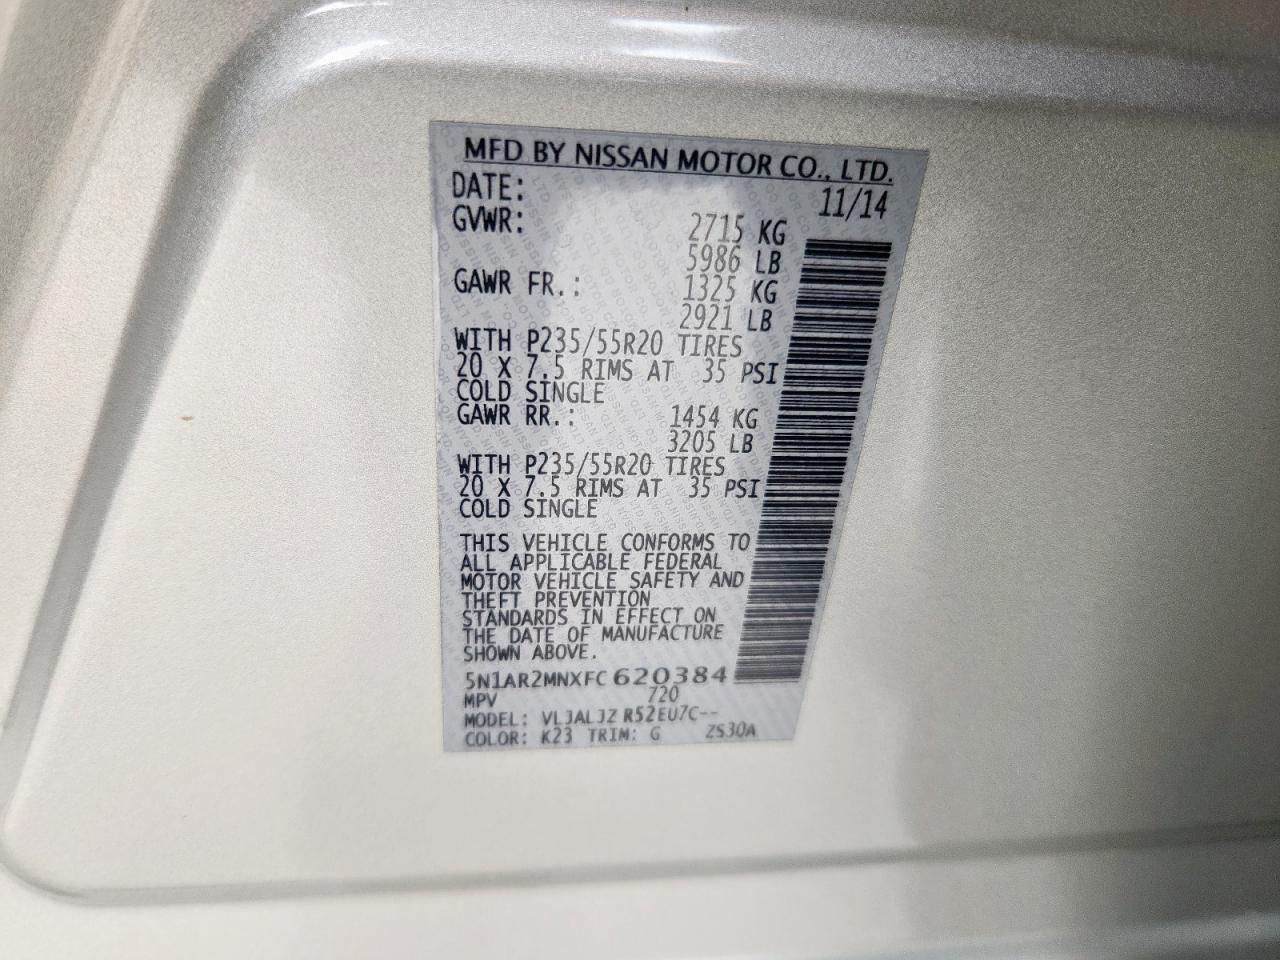 MFD BY NISSAN MOTOR CO., LTD.
DATE: 11/14
GVWR: 2715 KG
5986 LB
GAWR FR.: 1325 KG
2921 LB
WITH P235/55R20 TIRES
20 X 7.5 RIMS AT 35 PSI
COLD SINGLE
GAWR RR.: 1454 KG
3205 LB
WITH P235/55R20 TIRES
20 X 7.5 RIMS AT 35 PSI
COLD SINGLE
THIS VEHICLE CONFORMS TO
ALL APPLICABLE FEDERAL
MOTOR VEHICLE SAFETY AND
THEFT PREVENTION
STANDARDS IN EFFECT ON
THE DATE OF MANUFACTURE
SHOWN ABOVE.
5N1AR2MNXFC620384
MPV 720
MODEL: VLJALJZ R52EU7C--
COLOR: K23 TRIM: G ZS30A